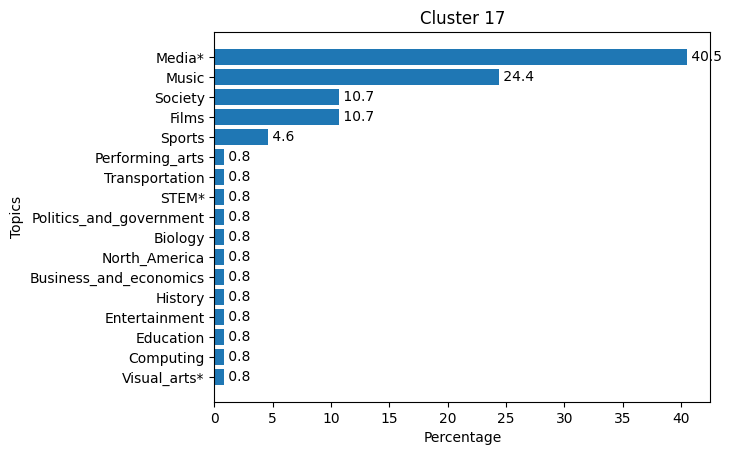 Cluster 17
Topics
Media* 40.5
Music 24.4
Society 10.7
Films 10.7
Sports 4.6
Performing_arts 0.8
Transportation 0.8
STEM* 0.8
Politics_and_government 0.8
Biology 0.8
North_America 0.8
Business_and_economics 0.8
History 0.8
Entertainment 0.8
Education 0.8
Computing 0.8
Visual_arts* 0.8
0 5 10 15 20 25 30 35 40
Percentage